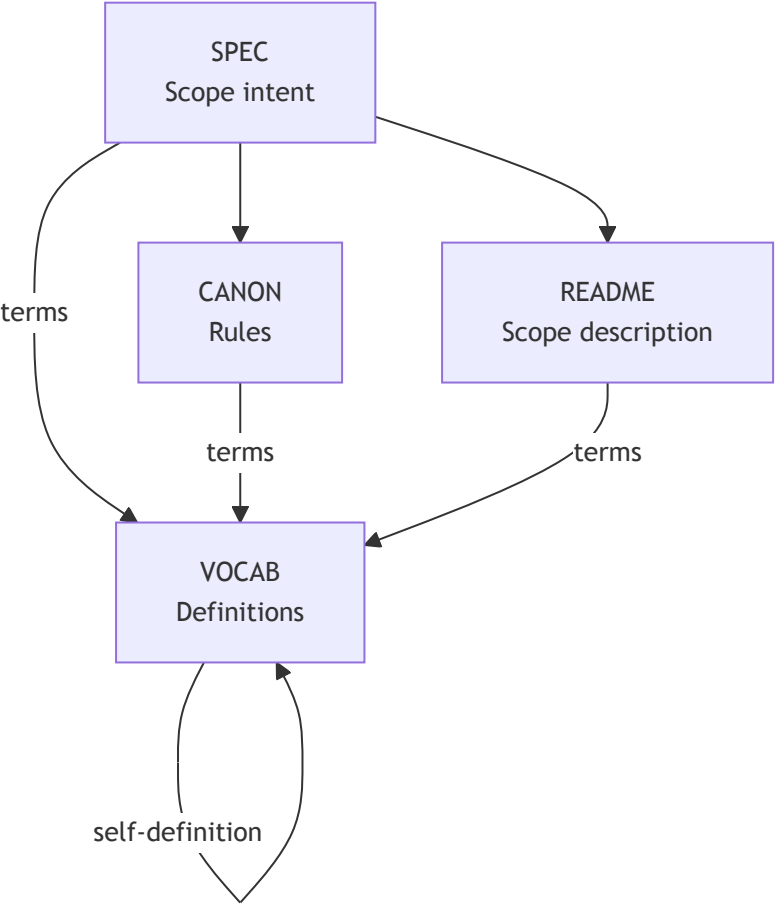 SPEC
Scope intent
terms
CANON
Rules
README
Scope description
terms
terms
VOCAB
Definitions
self-definition